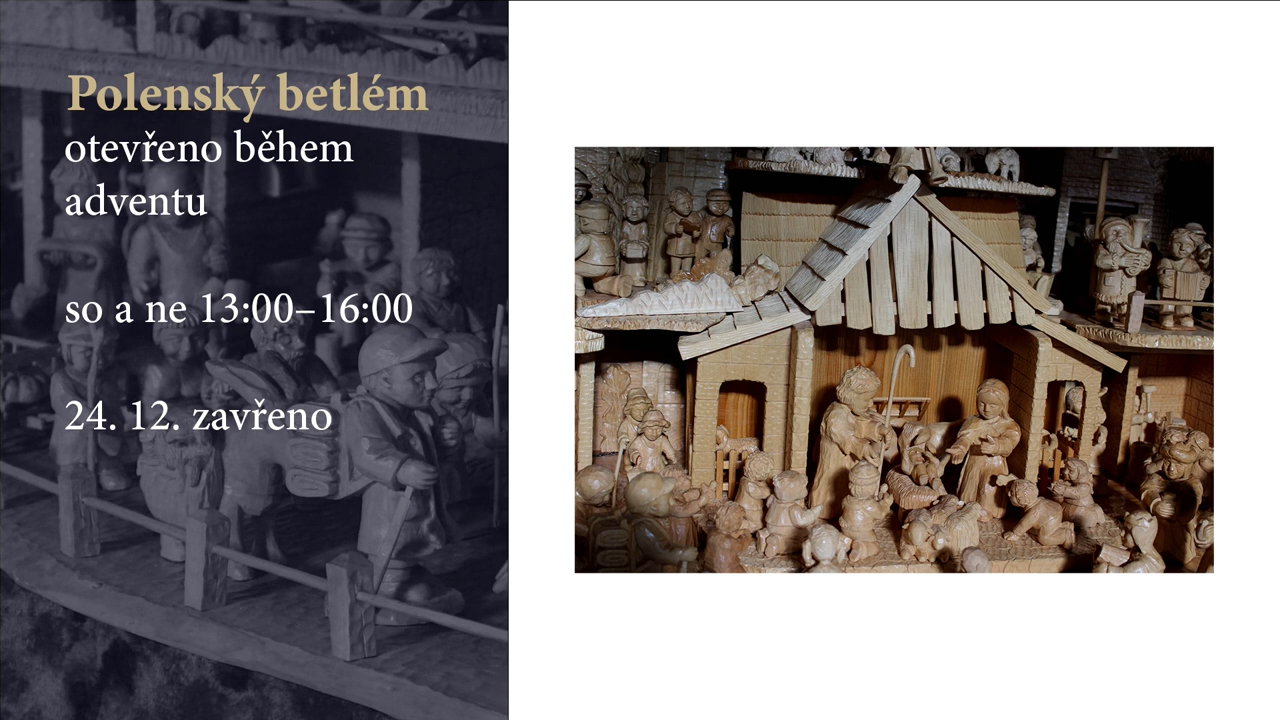 Polenský betlém
otevřeno během
adventu
so a ne 13:00–16:00
24. 12. zavřeno